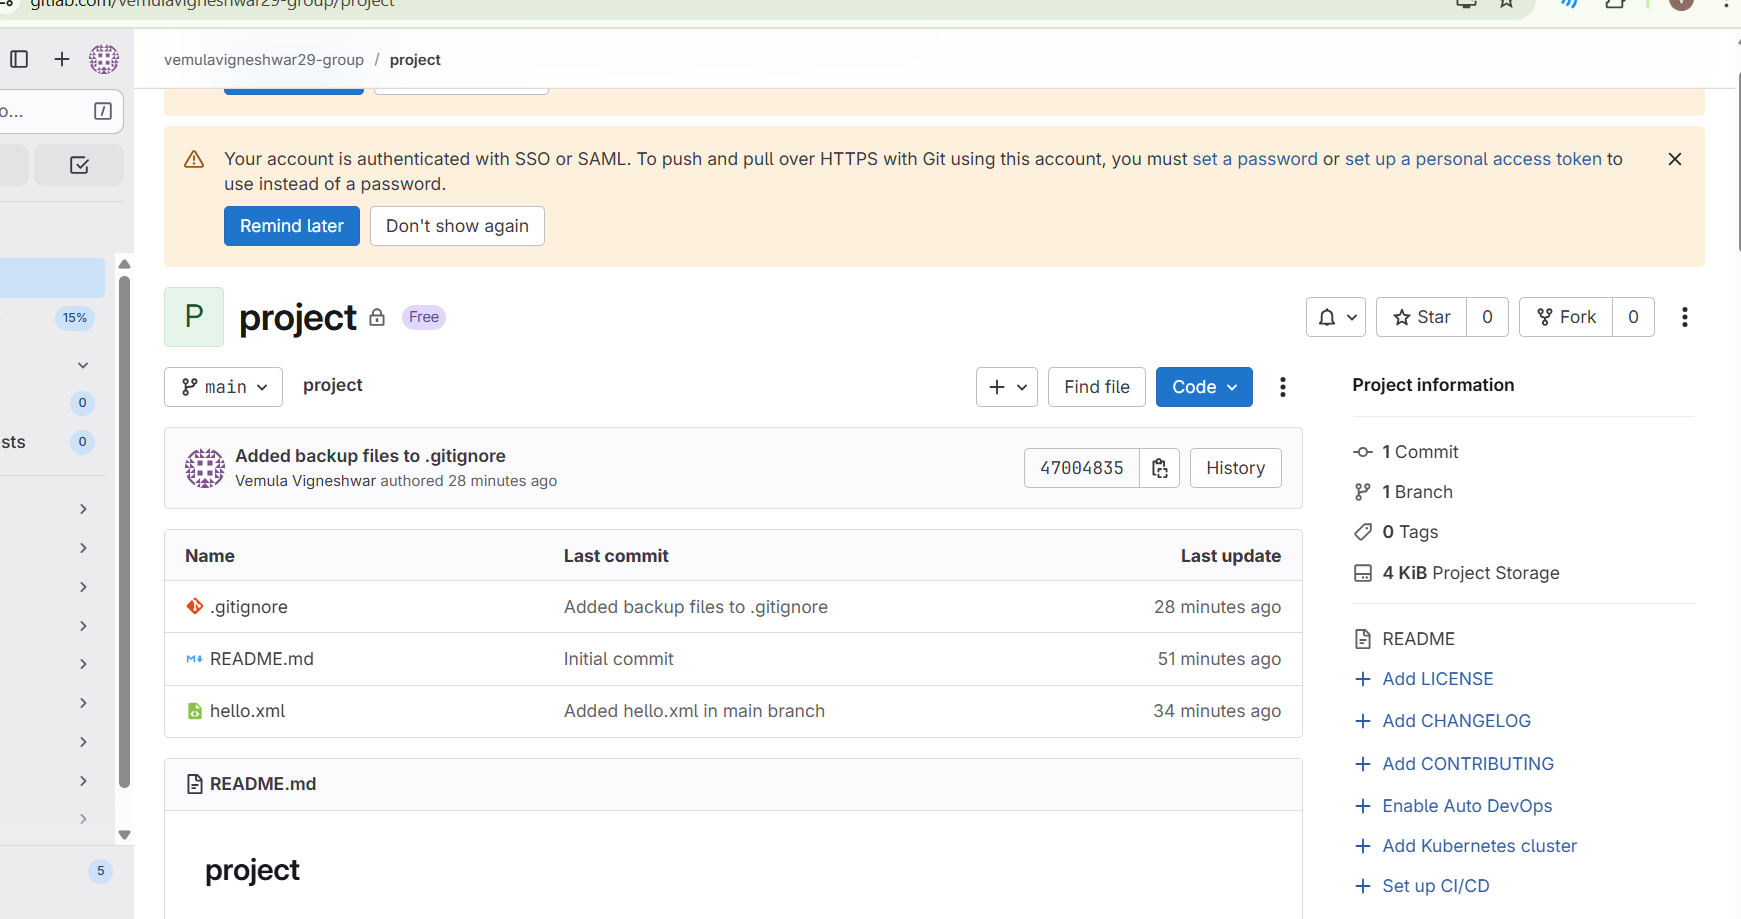 gitlab.com/vemulavigneshwar29-group/project
vemulavigneshwar29-group / project
o...
/
Your account is authenticated with SSO or SAML. To push and pull over HTTPS with Git using this account, you must set a password or set up a personal access token to
use instead of a password.
Remind later
Don't show again
15%
P
project
Free
Star
0
Fork
0
main
project
Find file
Code
Project information
0
sts
0
Added backup files to .gitignore
Vemula Vigneshwar authored 28 minutes ago
47004835
History
1 Commit
1 Branch
0 Tags
4 KiB Project Storage
Name
Last commit
Last update
.gitignore
Added backup files to .gitignore
28 minutes ago
README.md
Initial commit
51 minutes ago
hello.xml
Added hello.xml in main branch
34 minutes ago
README
Add LICENSE
Add CHANGELOG
Add CONTRIBUTING
Enable Auto DevOps
Add Kubernetes cluster
Set up CI/CD
README.md
project
5